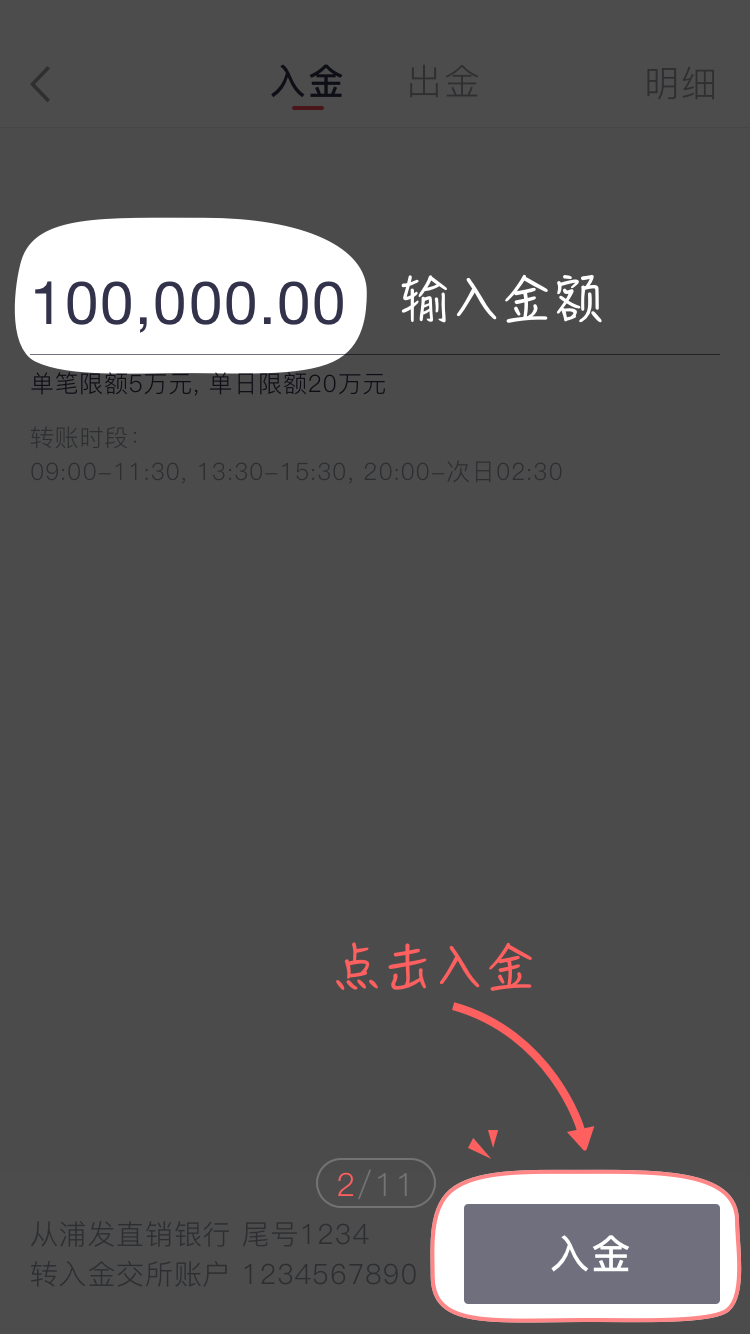 入金 出金 明细
100,000.00 输入金额
单笔限额5万元, 单日限额20万元
转账时段:
09:00-11:30, 13:30-15:30, 20:00-次日02:30
点击入金
2/11
从浦发直销银行 尾号1234
转入金交所账户 1234567890
入金